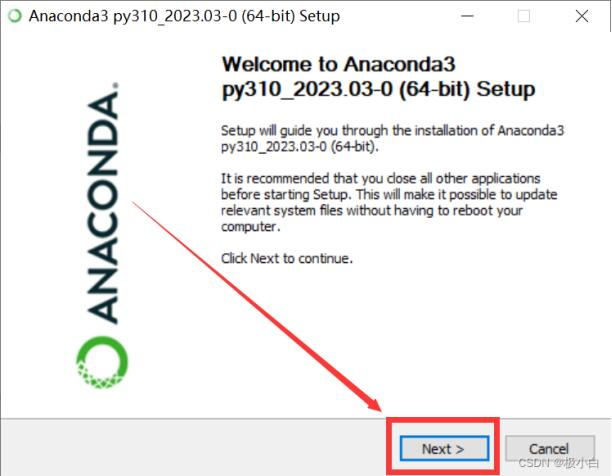 Anaconda3 py310_2023.03-0 (64-bit) Setup
Welcome to Anaconda3
py310_2023.03-0 (64-bit) Setup
Setup will guide you through the installation of Anaconda3
py310_2023.03-0 (64-bit).
It is recommended that you close all other applications
before starting Setup. This will make it possible to update
relevant system files without having to reboot your
computer.
Click Next to continue.
ANACONDA.
Next >
Cancel
CSDN @极小白